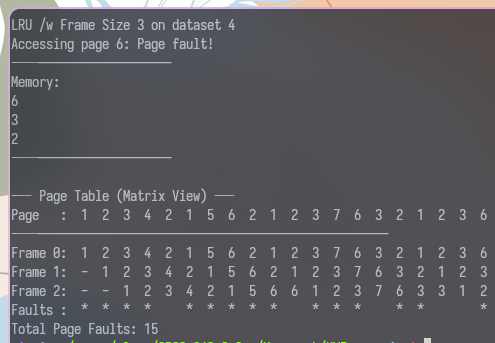 LRU /w Frame Size 3 on dataset 4
Accessing page 6: Page fault!
Memory:
6
3
2
── Page Table (Matrix View) ──
Page   :  1  2  3  4  2  1  5  6  2  1  2  3  7  6  3  2  1  2  3  6
Frame 0:  1  2  3  4  2  1  5  6  2  1  2  3  7  6  3  2  1  2  3  6
Frame 1:  -  1  2  3  4  2  1  5  6  2  1  2  3  7  6  3  2  1  2  3
Frame 2:  -  -  1  2  3  4  2  1  5  6  6  1  2  3  7  6  3  3  1  2
Faults :  *  *  *  *     *  *  *  *  *     *  *  *     *  *        *
Total Page Faults: 15